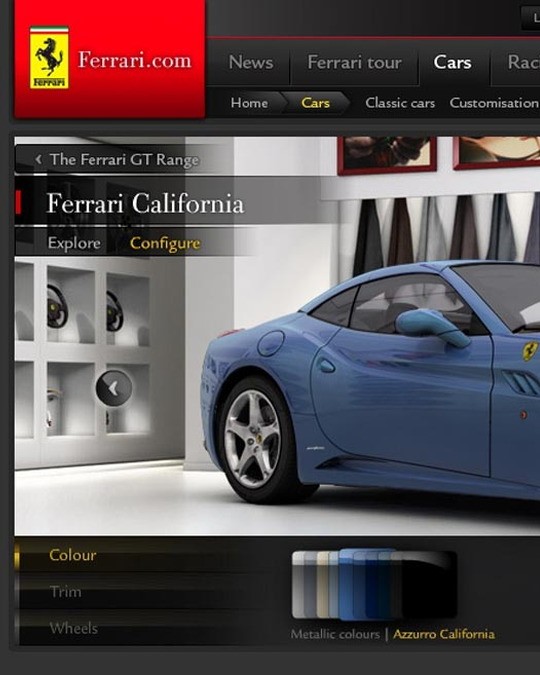 Ferrari
Ferrari.com
News Ferrari tour Cars
Home Cars Classic cars Customisation
‹ The Ferrari GT Range
Ferrari California
Explore Configure
Colour
Trim
Wheels
Metallic colours | Azzurro California